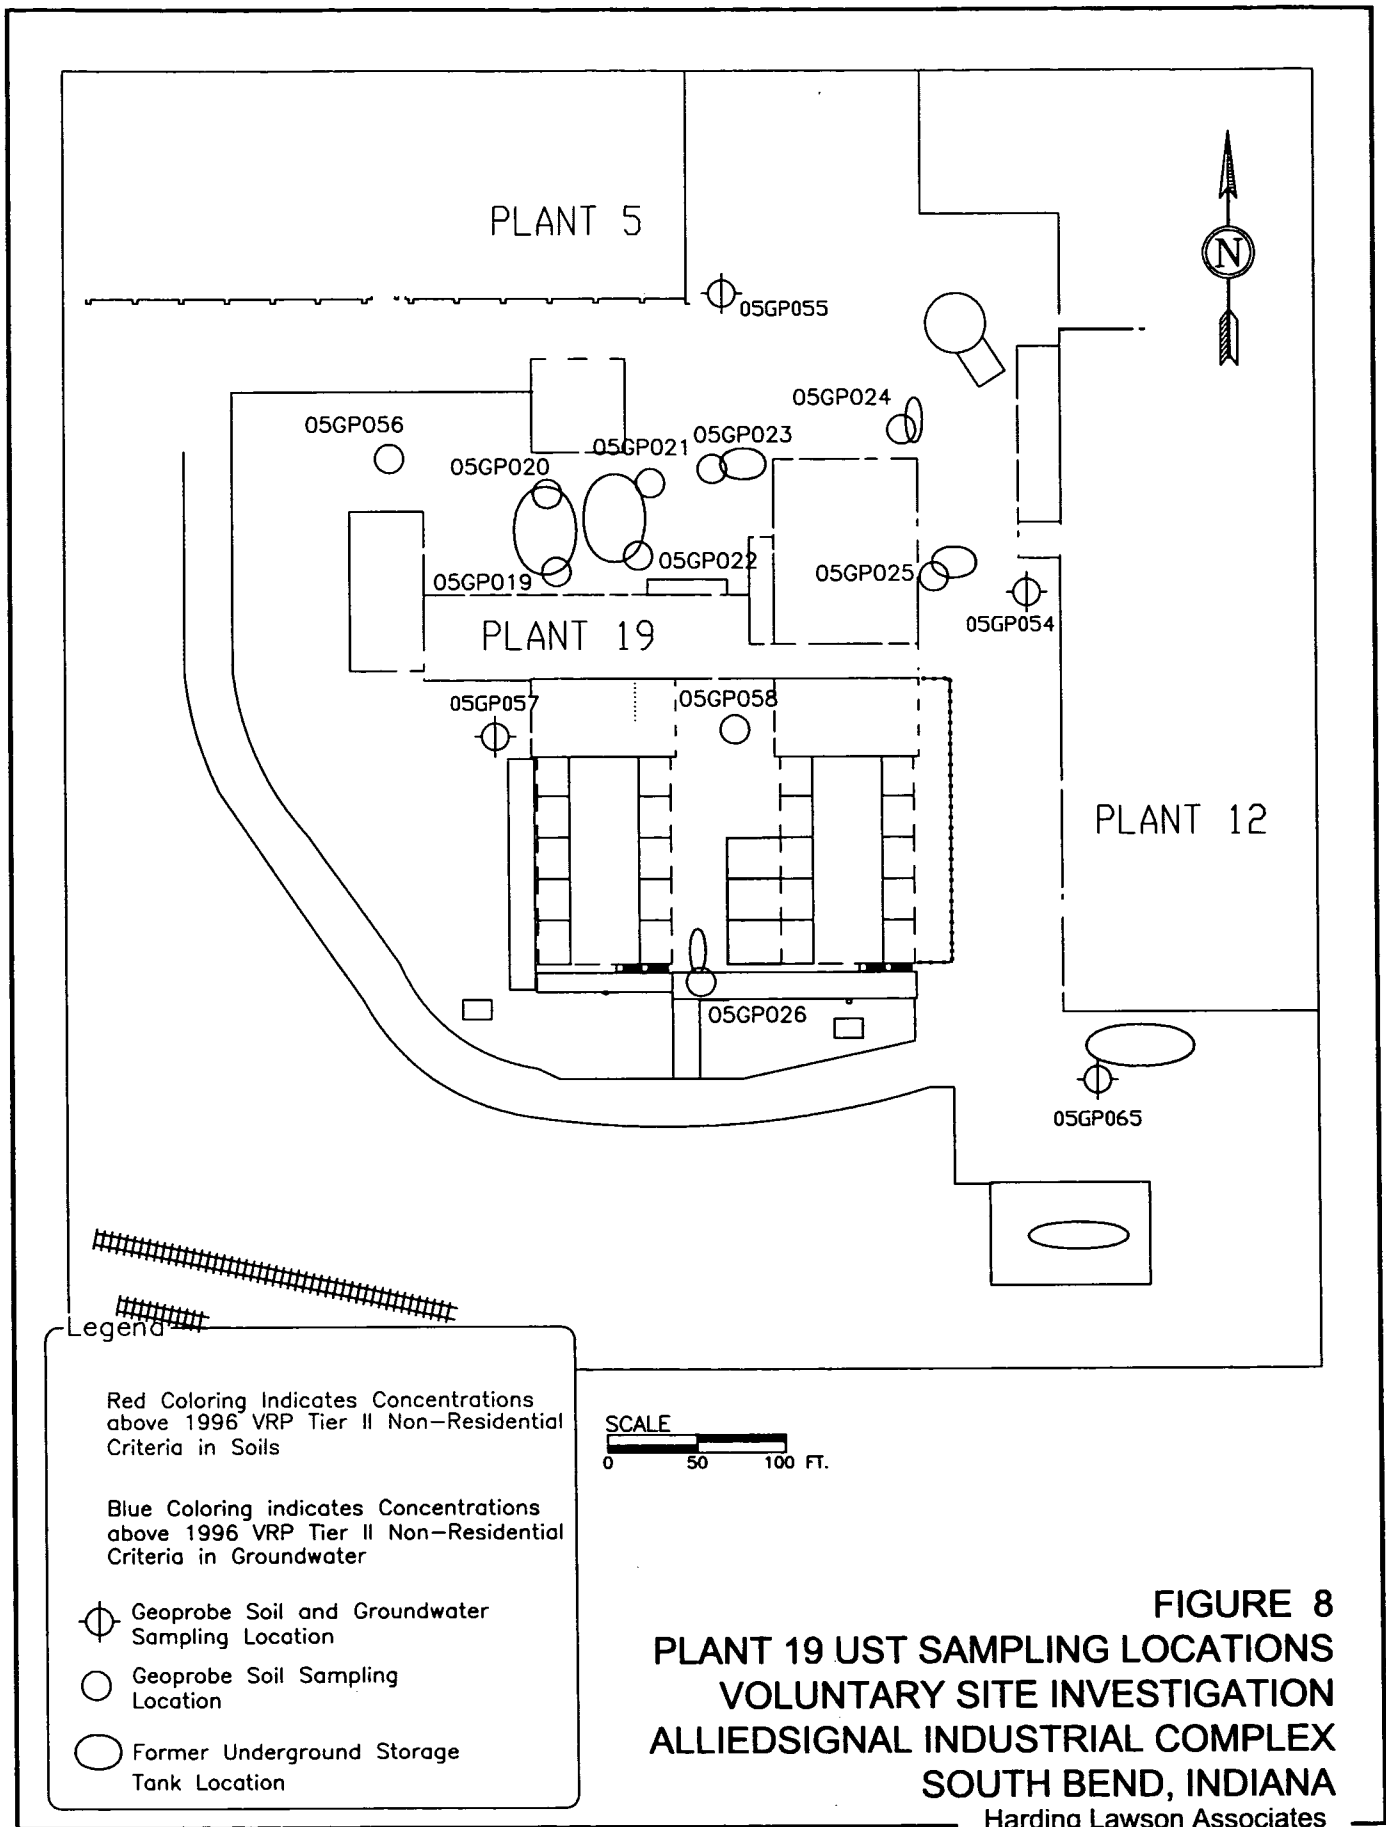 PLANT 5
N
05GP055
05GP024
05GP056
05GP023
05GP021
05GP020
05GP022
05GP025
05GP019
05GP054
PLANT 19
05GP057
05GP058
PLANT 12
05GP026
05GP065
Legend
Red Coloring Indicates Concentrations
above 1996 VRP Tier II Non-Residential
Criteria in Soils
Blue Coloring indicates Concentrations
above 1996 VRP Tier II Non-Residential
Criteria in Groundwater
Geoprobe Soil and Groundwater
Sampling Location
Geoprobe Soil Sampling
Location
Former Underground Storage
Tank Location
SCALE
0 50 100 FT.
FIGURE 8
PLANT 19 UST SAMPLING LOCATIONS
VOLUNTARY SITE INVESTIGATION
ALLIEDSIGNAL INDUSTRIAL COMPLEX
SOUTH BEND, INDIANA
Harding Lawson Associates